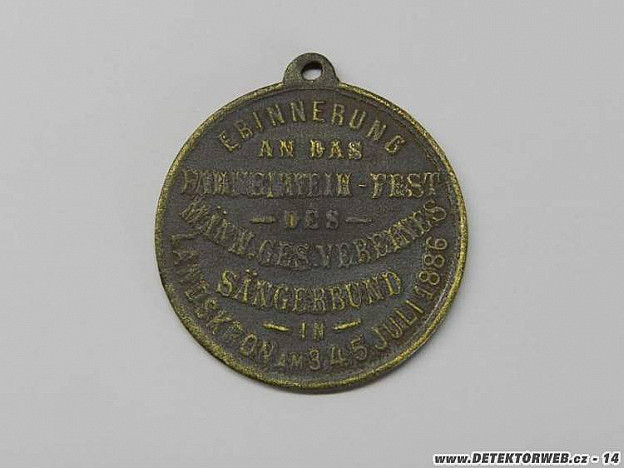 ERINNERUNG
AN DAS
FAHNENWEIH-FEST
DES
MÄNN.GES.VEREINES
SÄNGERBUND
IN
LANDSKRON AM 3.4.5. JULI 1886
www.DETEKTORWEB.cz - 14